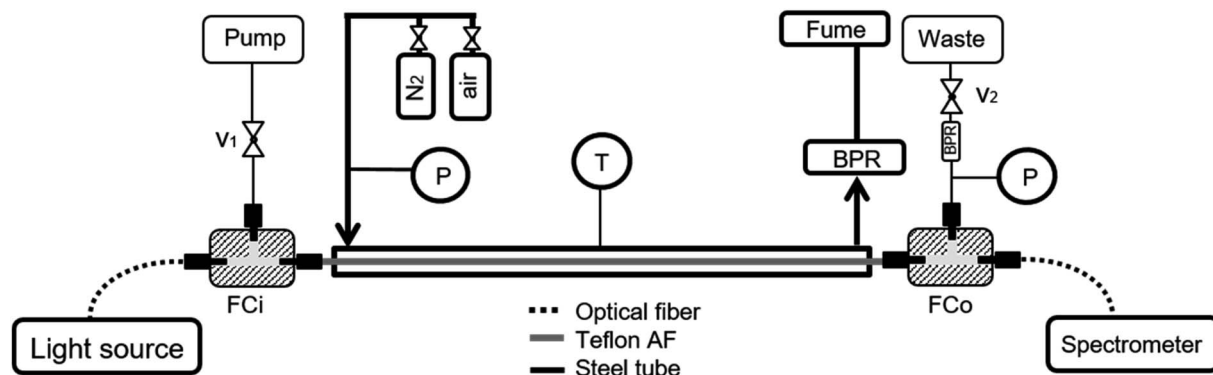 Pump
N2
air
Fume
Waste
V1
V2
BPR
P
T
BPR
P
FCi
FCo
Optical fiber
Light source
Teflon AF
Spectrometer
Steel tube